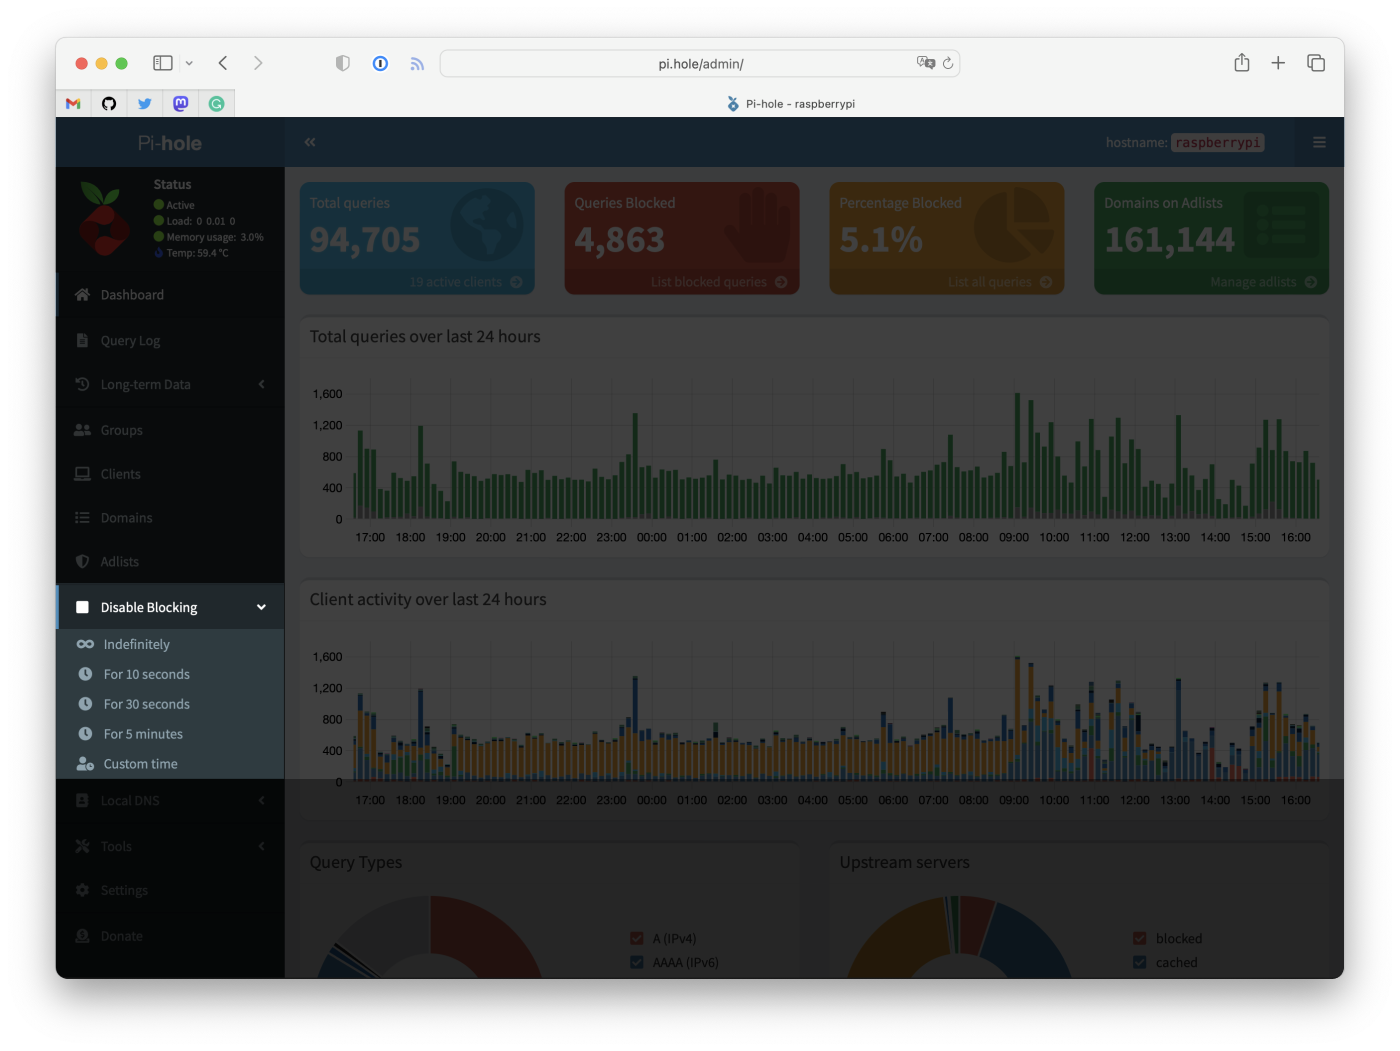 pi.hole/admin/
Pi-hole – raspberrypi
Pi-hole
hostname: raspberrypi
Status
Active
Load: 0 0.01 0
Memory usage: 3.0%
Temp: 59.4 °C
Dashboard
Query Log
Long-term Data
Groups
Clients
Domains
Adlists
Disable Blocking
Indefinitely
For 10 seconds
For 30 seconds
For 5 minutes
Custom time
Local DNS
Tools
Settings
Donate
Total queries
94,705
19 active clients
Queries Blocked
4,863
List blocked queries
Percentage Blocked
5.1%
List all queries
Domains on Adlists
161,144
Manage adlists
Total queries over last 24 hours
1,600
1,200
800
400
0
17:00 18:00 19:00 20:00 21:00 22:00 23:00 00:00 01:00 02:00 03:00 04:00 05:00 06:00 07:00 08:00 09:00 10:00 11:00 12:00 13:00 14:00 15:00 16:00
Client activity over last 24 hours
1,600
1,200
800
400
0
17:00 18:00 19:00 20:00 21:00 22:00 23:00 00:00 01:00 02:00 03:00 04:00 05:00 06:00 07:00 08:00 09:00 10:00 11:00 12:00 13:00 14:00 15:00 16:00
Query Types
A (IPv4)
AAAA (IPv6)
Upstream servers
blocked
cached